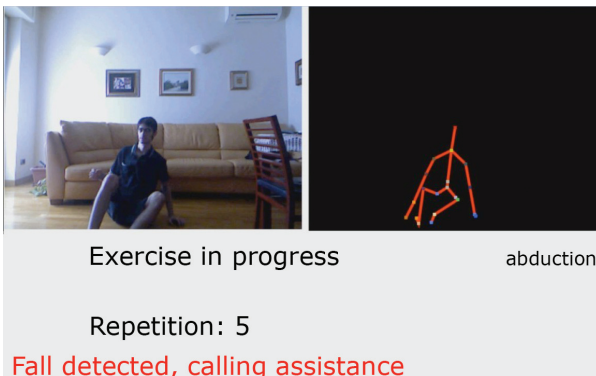 Exercise in progress
abduction
Repetition: 5
Fall detected, calling assistance